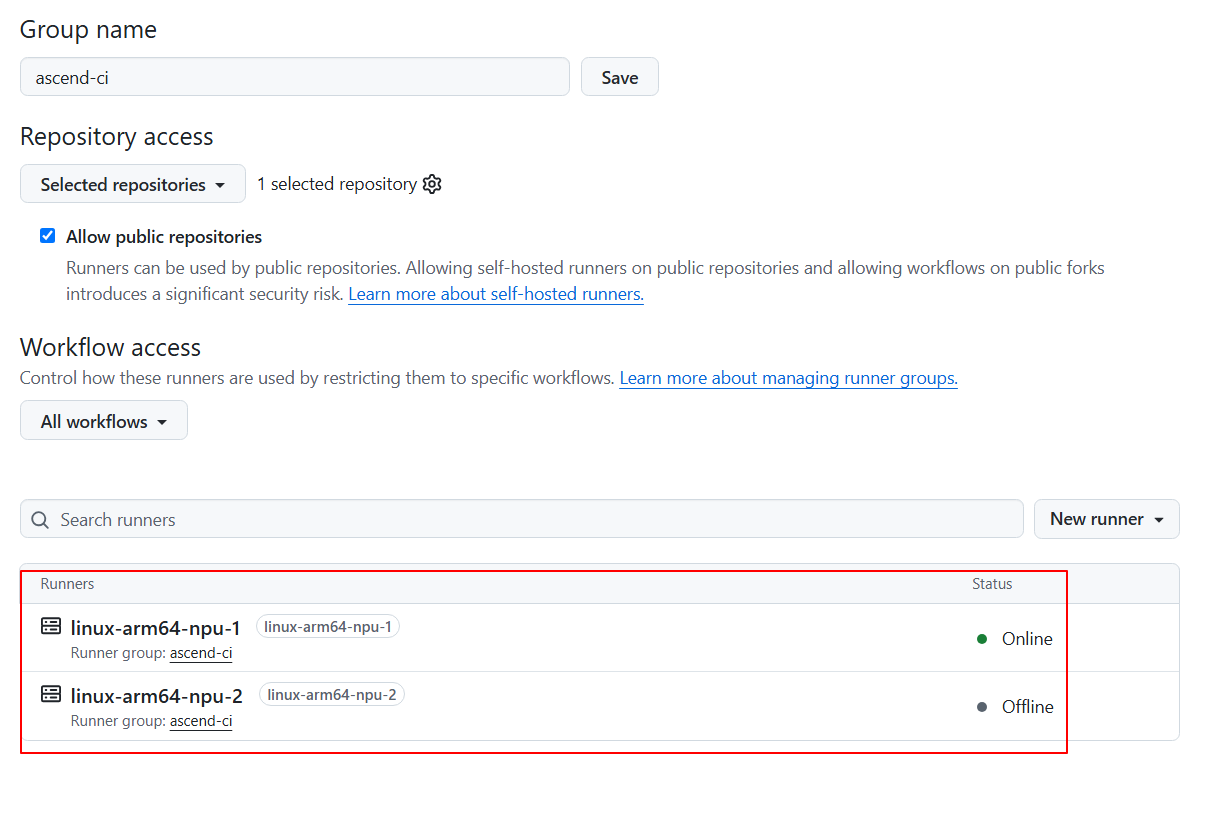 Group name
ascend-ci
Save
Repository access
Selected repositories
1 selected repository
Allow public repositories
Runners can be used by public repositories. Allowing self-hosted runners on public repositories and allowing workflows on public forks
introduces a significant security risk. Learn more about self-hosted runners.
Workflow access
Control how these runners are used by restricting them to specific workflows. Learn more about managing runner groups.
All workflows
Search runners
New runner
Runners Status
linux-arm64-npu-1 linux-arm64-npu-1
Runner group: ascend-ci
Online
linux-arm64-npu-2 linux-arm64-npu-2
Runner group: ascend-ci
Offline